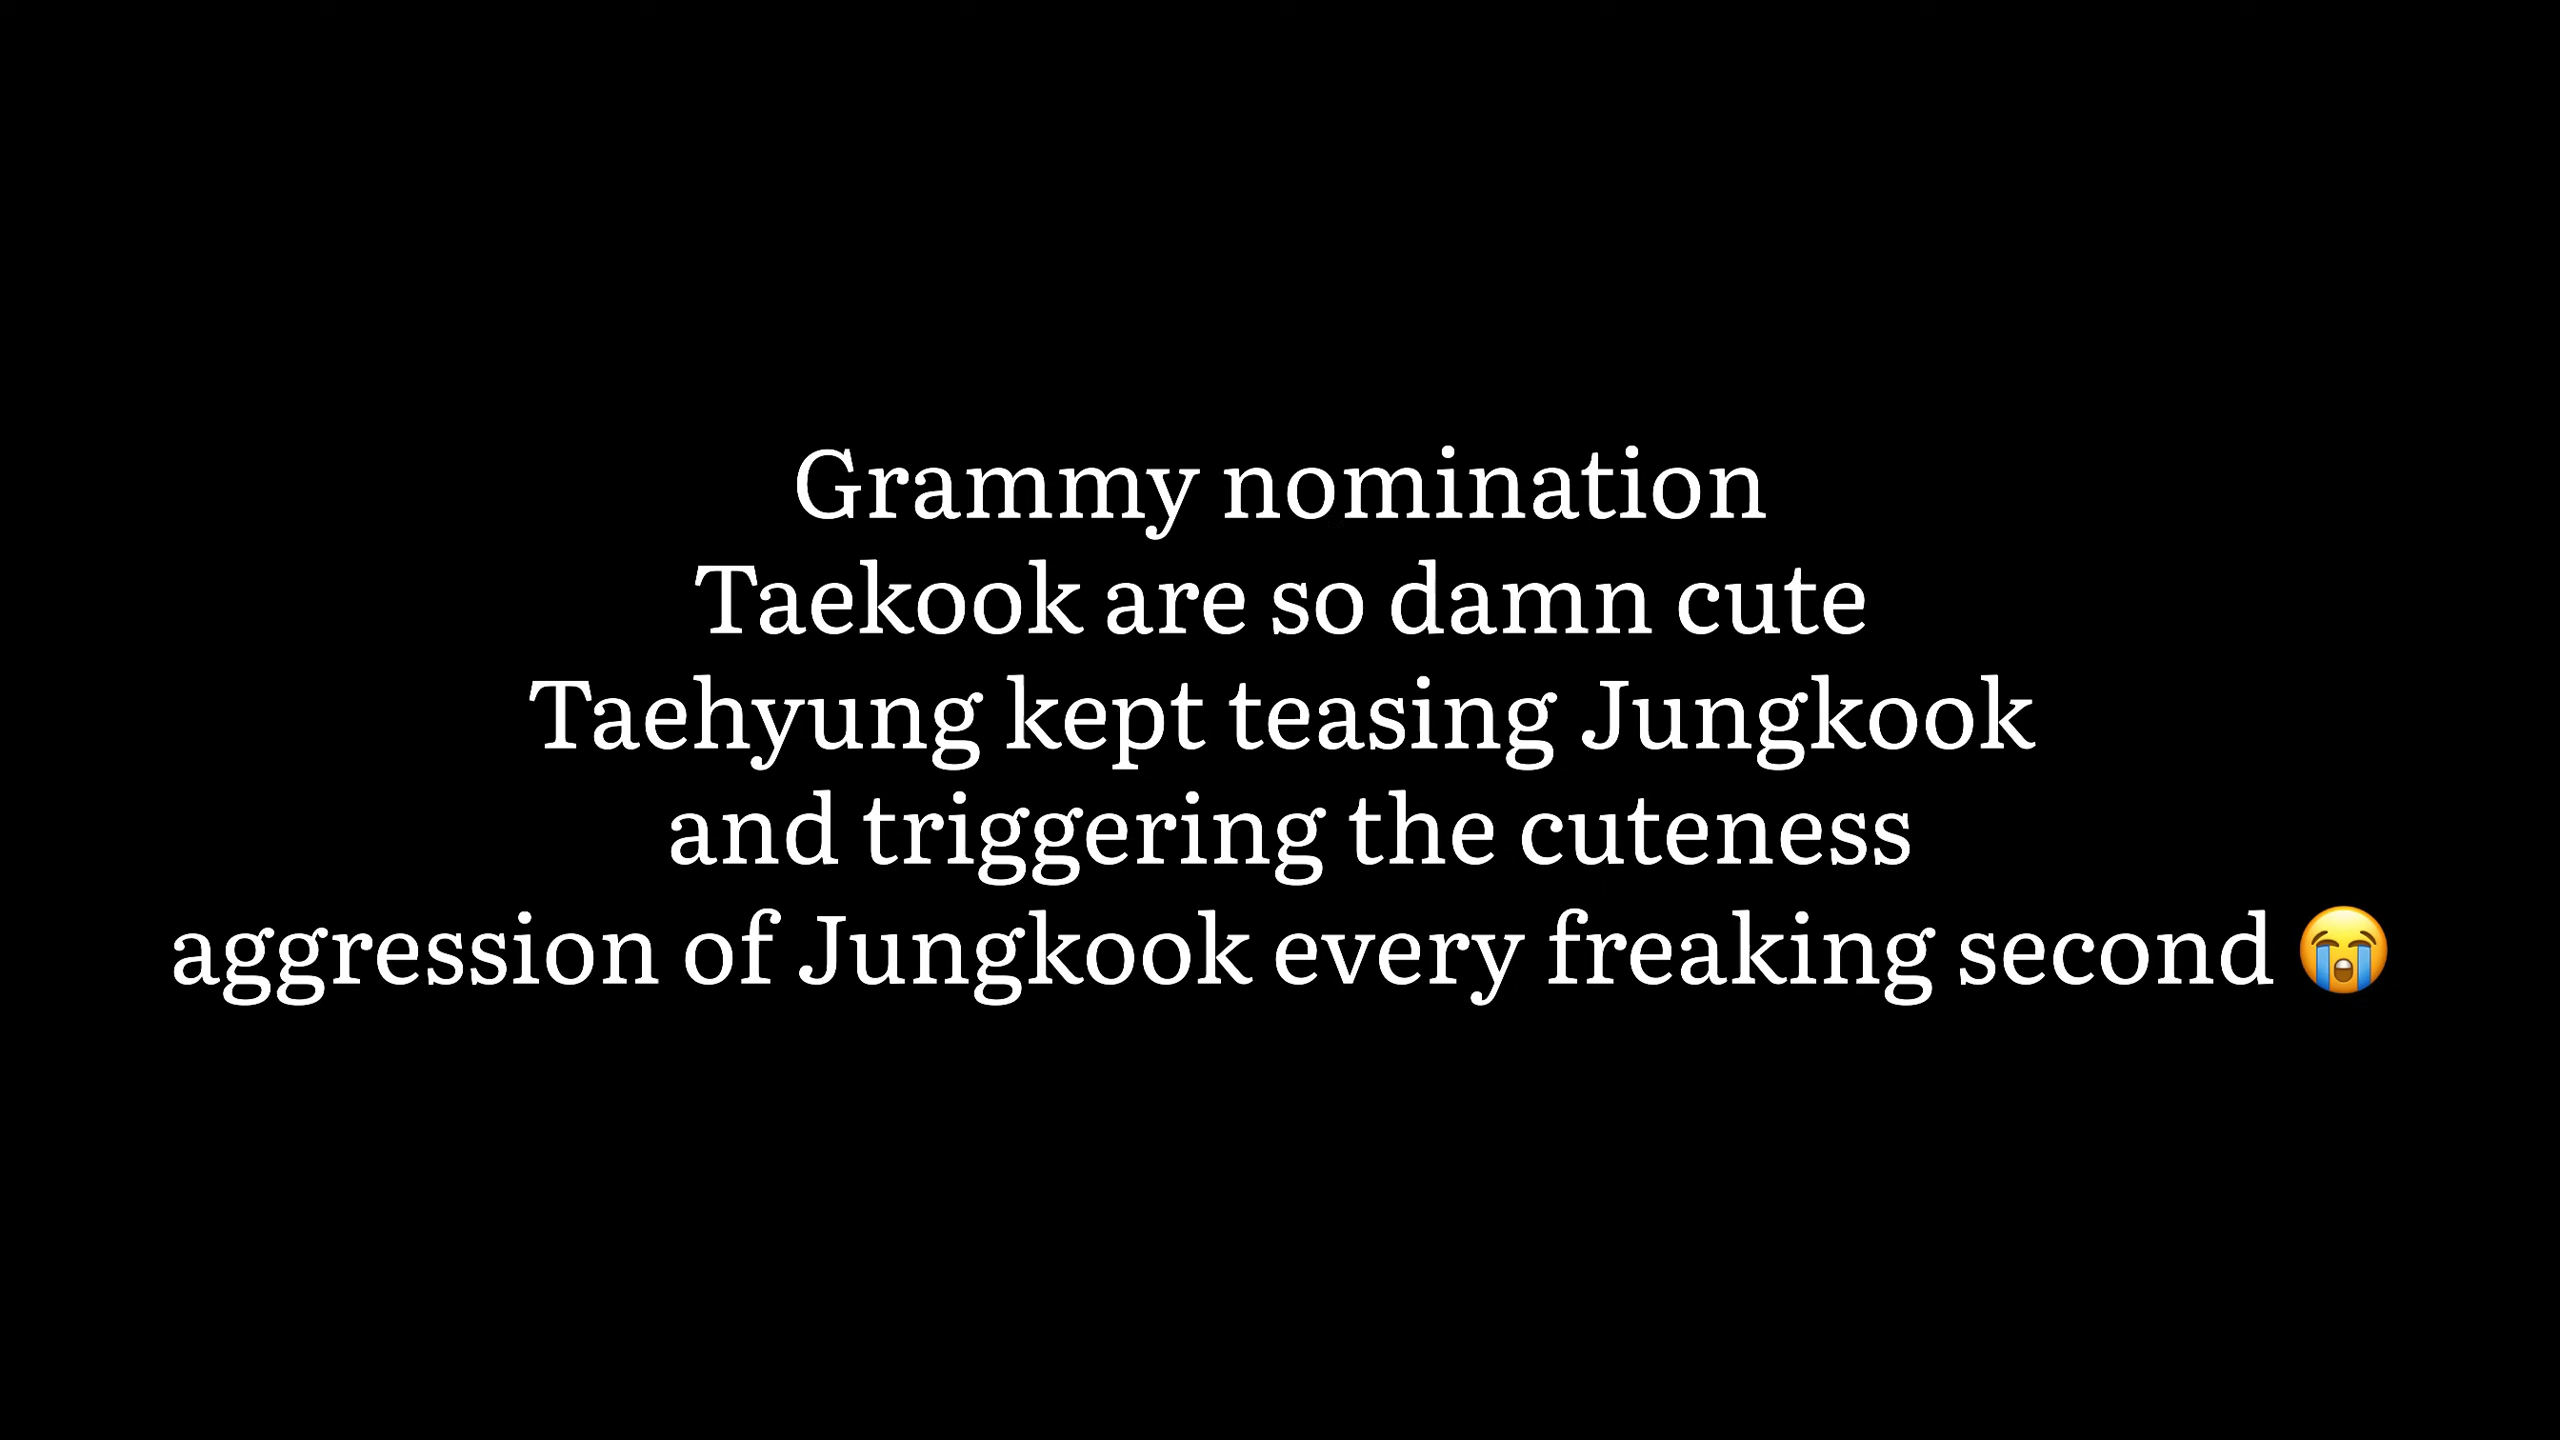 Grammy nomination
Taekook are so damn cute
Taehyung kept teasing Jungkook
and triggering the cuteness
aggression of Jungkook every freaking second 😭